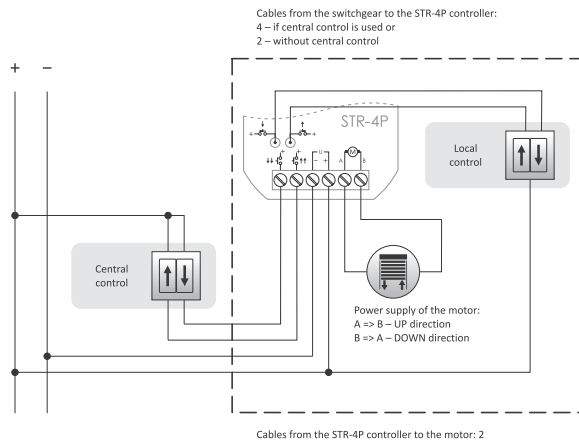 Cables from the switchgear to the STR-4P controller:
4 – if central control is used or
2 – without central control
+ –
STR-4P
+ +
+ +
U
– + A M B
Local
control
Central
control
Power supply of the motor:
A => B – UP direction
B => A – DOWN direction
Cables from the STR-4P controller to the motor: 2